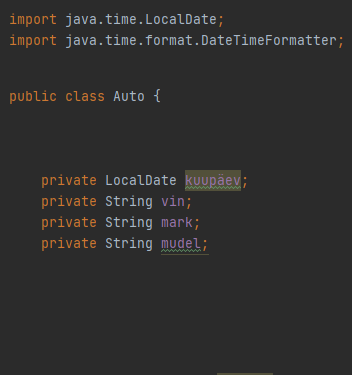 import java.time.LocalDate;
import java.time.format.DateTimeFormatter;
public class Auto {
private LocalDate kuupäev;
private String vin;
private String mark;
private String mudel;